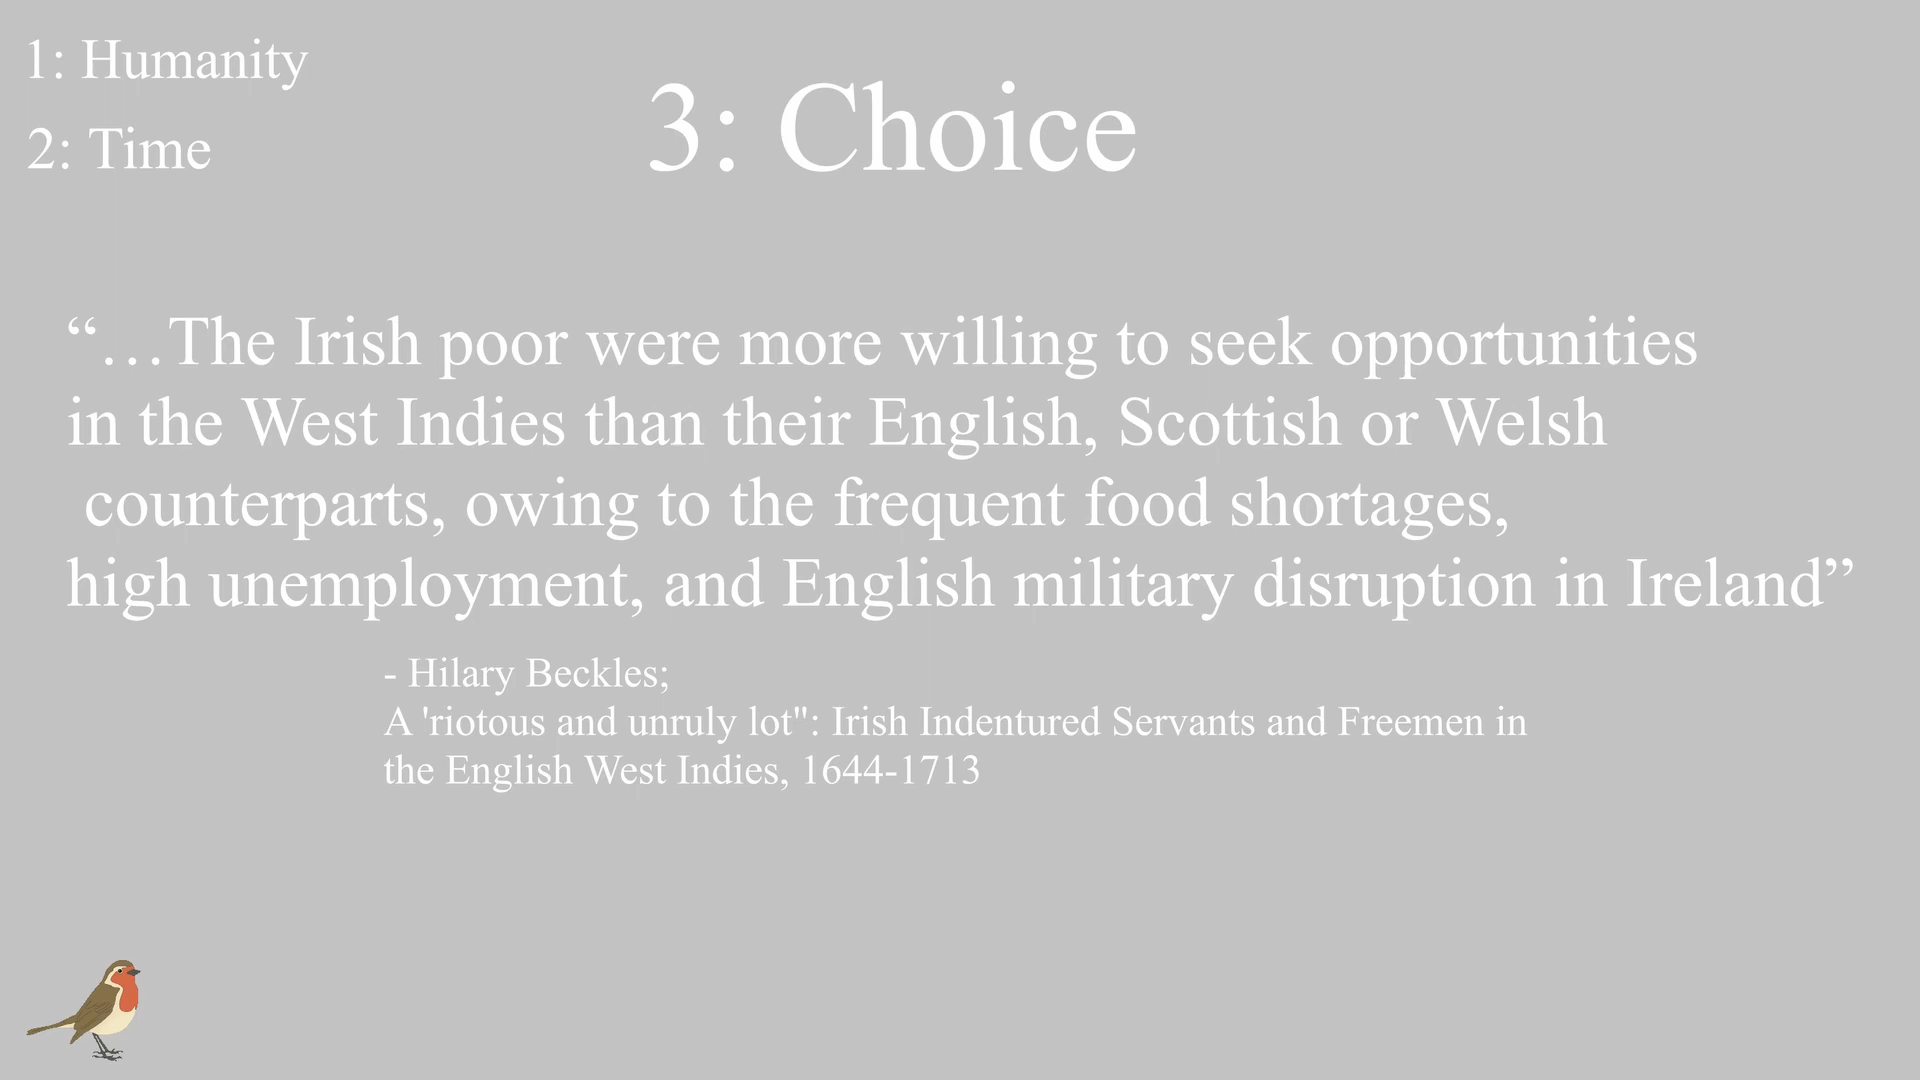 1: Humanity
2: Time
3: Choice
“…The Irish poor were more willing to seek opportunities
in the West Indies than their English, Scottish or Welsh
counterparts, owing to the frequent food shortages,
high unemployment, and English military disruption in Ireland”
- Hilary Beckles;
A 'riotous and unruly lot": Irish Indentured Servants and Freemen in
the English West Indies, 1644-1713